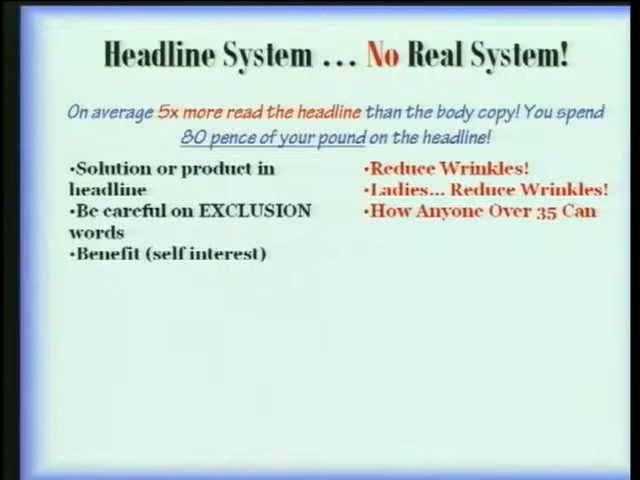 Headline System ... No Real System!
On average 5x more read the headline than the body copy! You spend
80 pence of your pound on the headline!
•Solution or product in
headline
•Be careful on EXCLUSION
words
•Benefit (self interest)
•Reduce Wrinkles!
•Ladies... Reduce Wrinkles!
•How Anyone Over 35 Can